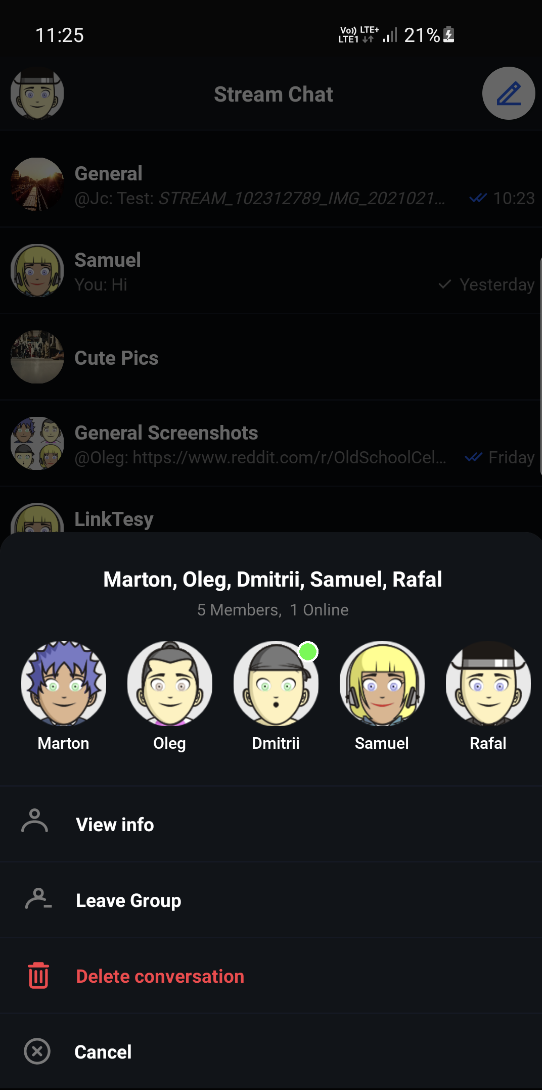 11:25
Vo)) LTE+
LTE1
21%
Stream Chat
General
@Jc: Test: STREAM_102312789_IMG_2021021…
10:23
Samuel
You: Hi
Yesterday
Cute Pics
General Screenshots
@Oleg: https://www.reddit.com/r/OldSchoolCel…
Friday
LinkTesy
Marton, Oleg, Dmitrii, Samuel, Rafal
5 Members, 1 Online
Marton
Oleg
Dmitrii
Samuel
Rafal
View info
Leave Group
Delete conversation
Cancel